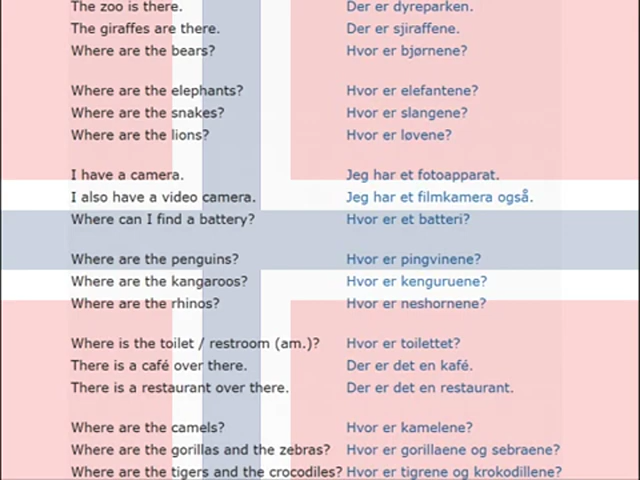 The zoo is there. Der er dyreparken.
The giraffes are there. Der er sjiraffene.
Where are the bears? Hvor er bjørnene?
Where are the elephants? Hvor er elefantene?
Where are the snakes? Hvor er slangene?
Where are the lions? Hvor er løvene?
I have a camera. Jeg har et fotoapparat.
I also have a video camera. Jeg har et filmkamera også.
Where can I find a battery? Hvor er et batteri?
Where are the penguins? Hvor er pingvinene?
Where are the kangaroos? Hvor er kenguruene?
Where are the rhinos? Hvor er neshornene?
Where is the toilet / restroom (am.)? Hvor er toilettet?
There is a café over there. Der er det en kafé.
There is a restaurant over there. Der er det en restaurant.
Where are the camels? Hvor er kamelene?
Where are the gorillas and the zebras? Hvor er gorillaene og sebraene?
Where are the tigers and the crocodiles? Hvor er tigrene og krokodillene?